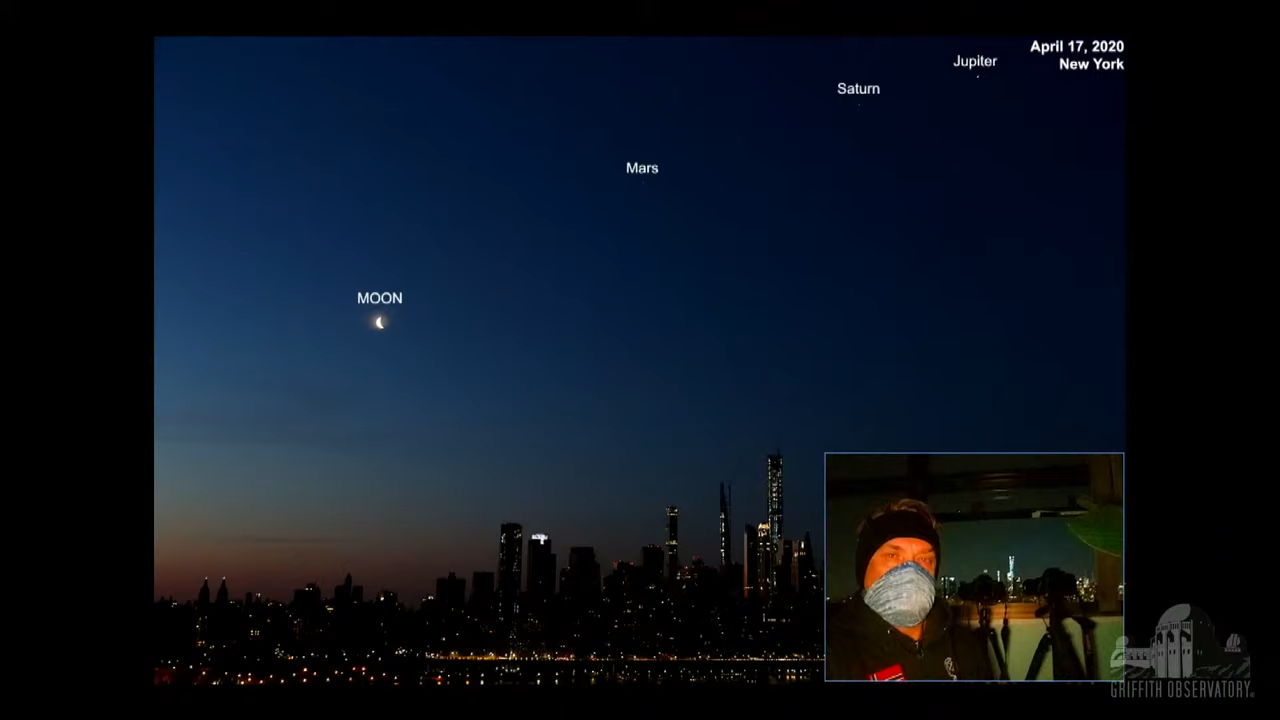 April 17, 2020
New York
Jupiter
Saturn
Mars
MOON
GRIFFITH OBSERVATORY